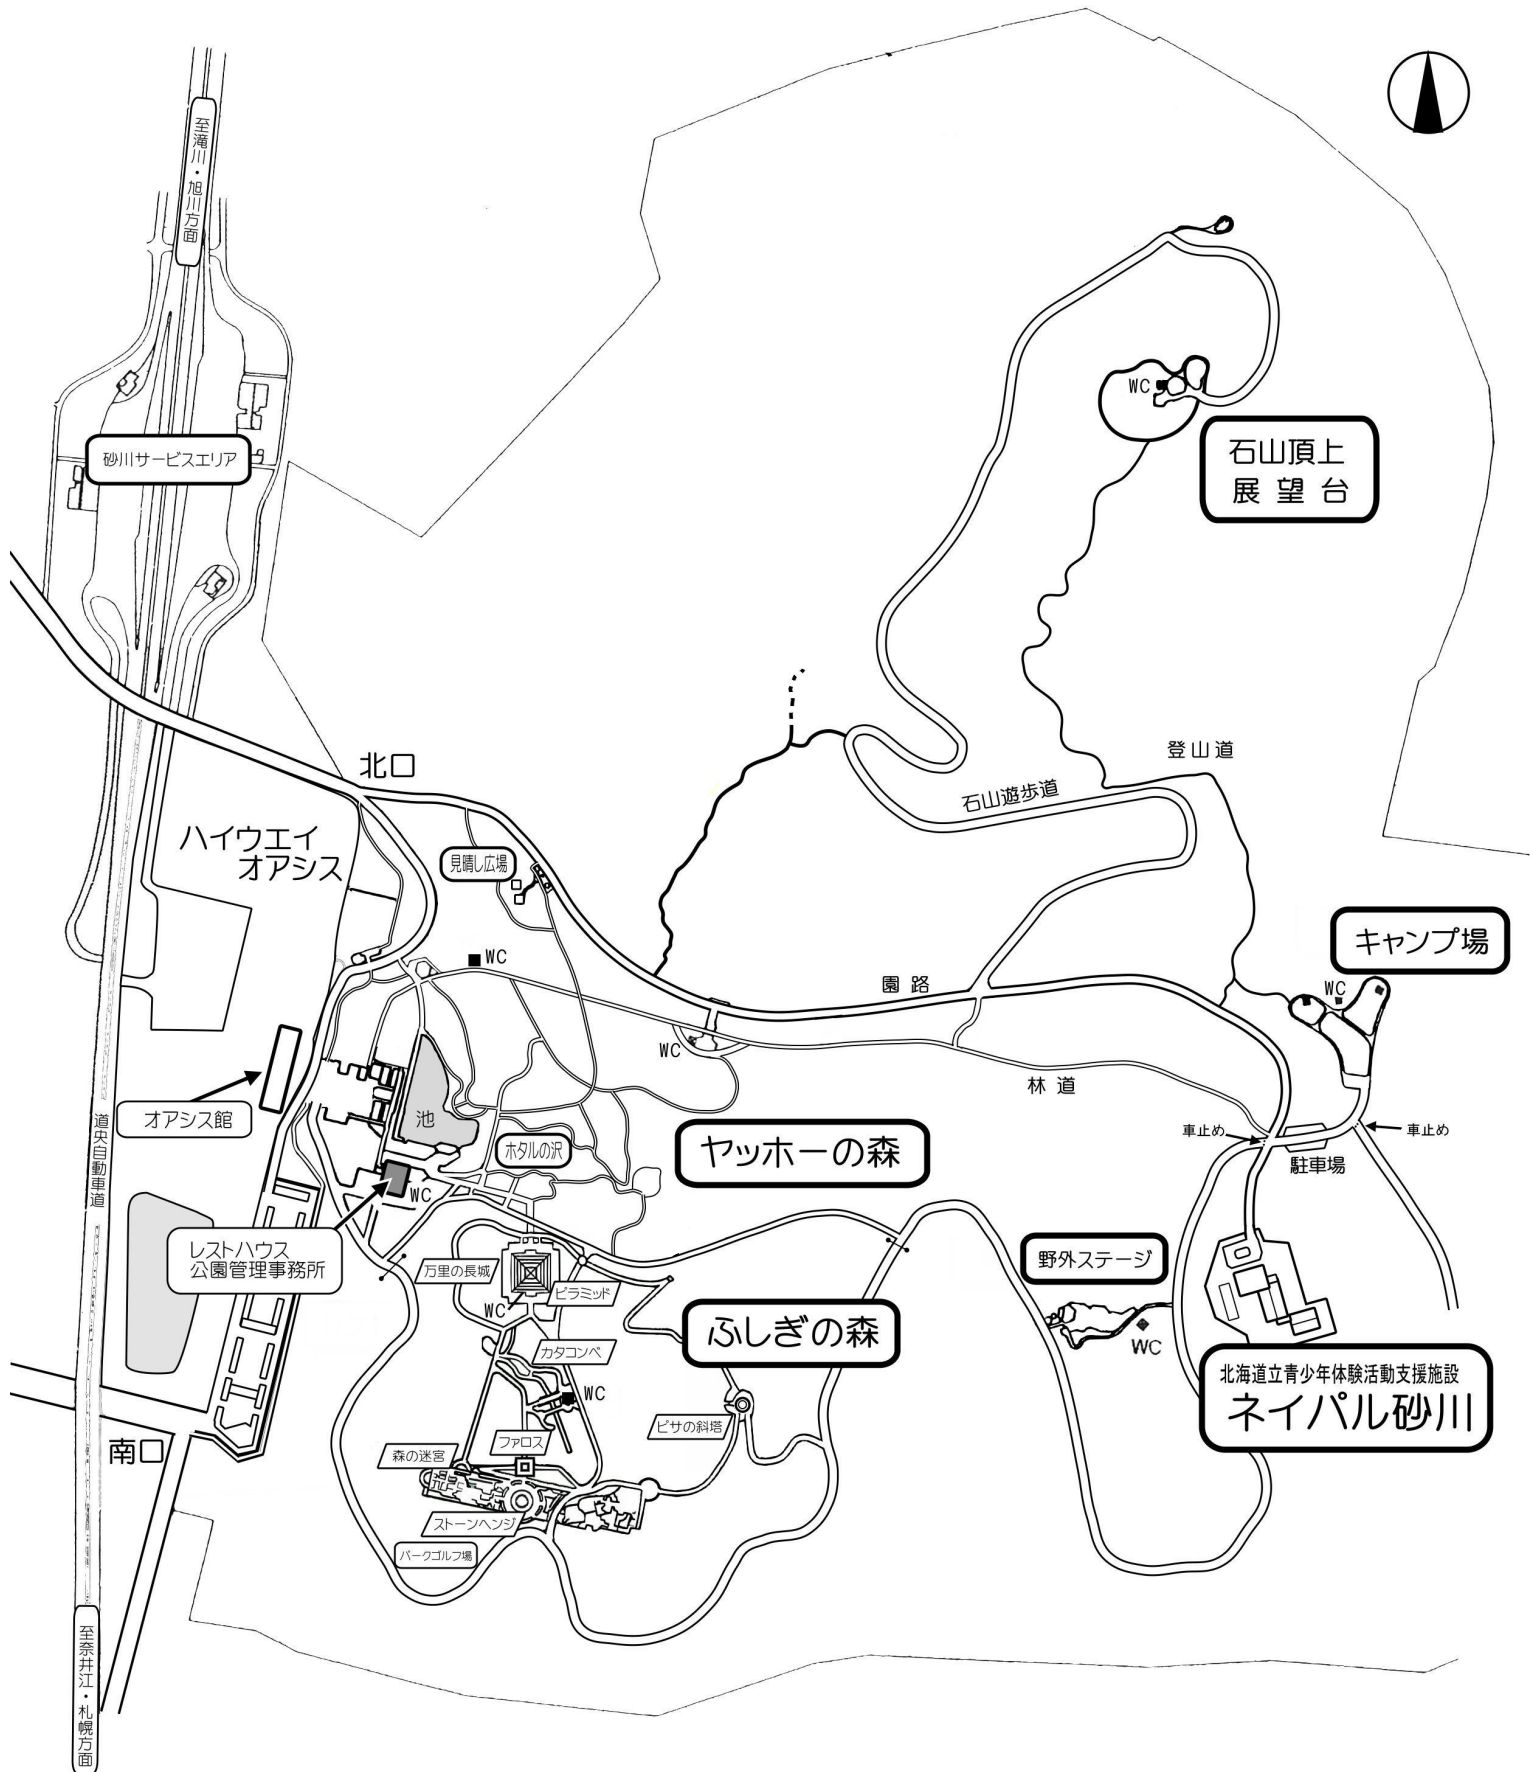 至滝川・旭川方面
WC
石山頂上
展望台
砂川サービスエリア
北口
登山道
石山遊歩道
ハイウエイ
オアシス
見晴し広場
キャンプ場
WC
WC
園路
WC
林道
オアシス館
池
道央自動車道
ホタルの沢
ヤッホーの森
車止め
車止め
駐車場
WC
レストハウス
公園管理事務所
万里の長城
ピラミッド
野外ステージ
WC
ふしぎの森
WC
カタコンベ
北海道立青少年体験活動支援施設
ネイパル砂川
WC
ピサの斜塔
南口
森の迷宮
ファロス
ストーンヘンジ
パークゴルフ場
至奈井江・札幌方面